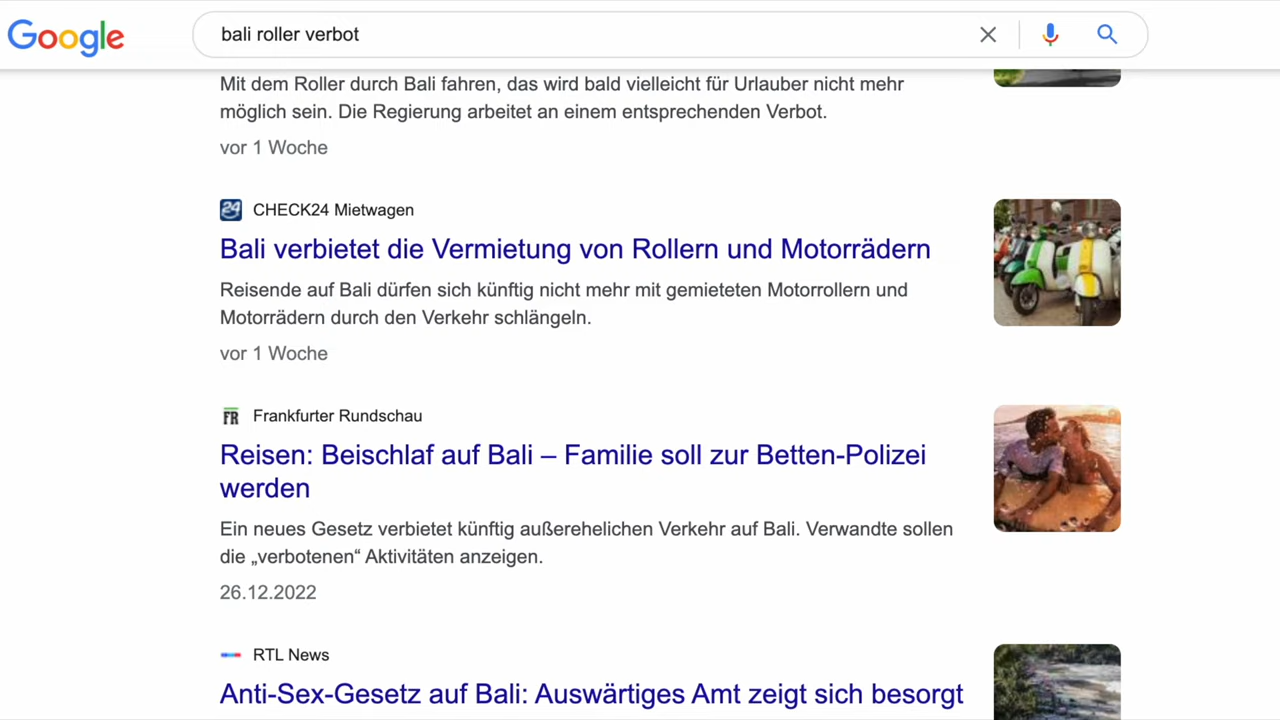 Google
bali roller verbot
Mit dem Roller durch Bali fahren, das wird bald vielleicht für Urlauber nicht mehr
möglich sein. Die Regierung arbeitet an einem entsprechenden Verbot.
vor 1 Woche
24
CHECK24 Mietwagen
Bali verbietet die Vermietung von Rollern und Motorrädern
Reisende auf Bali dürfen sich künftig nicht mehr mit gemieteten Motorrollern und
Motorrädern durch den Verkehr schlängeln.
vor 1 Woche
FR
Frankfurter Rundschau
Reisen: Beischlaf auf Bali – Familie soll zur Betten-Polizei
werden
Ein neues Gesetz verbietet künftig außerehelichen Verkehr auf Bali. Verwandte sollen
die „verbotenen“ Aktivitäten anzeigen.
26.12.2022
RTL News
Anti-Sex-Gesetz auf Bali: Auswärtiges Amt zeigt sich besorgt